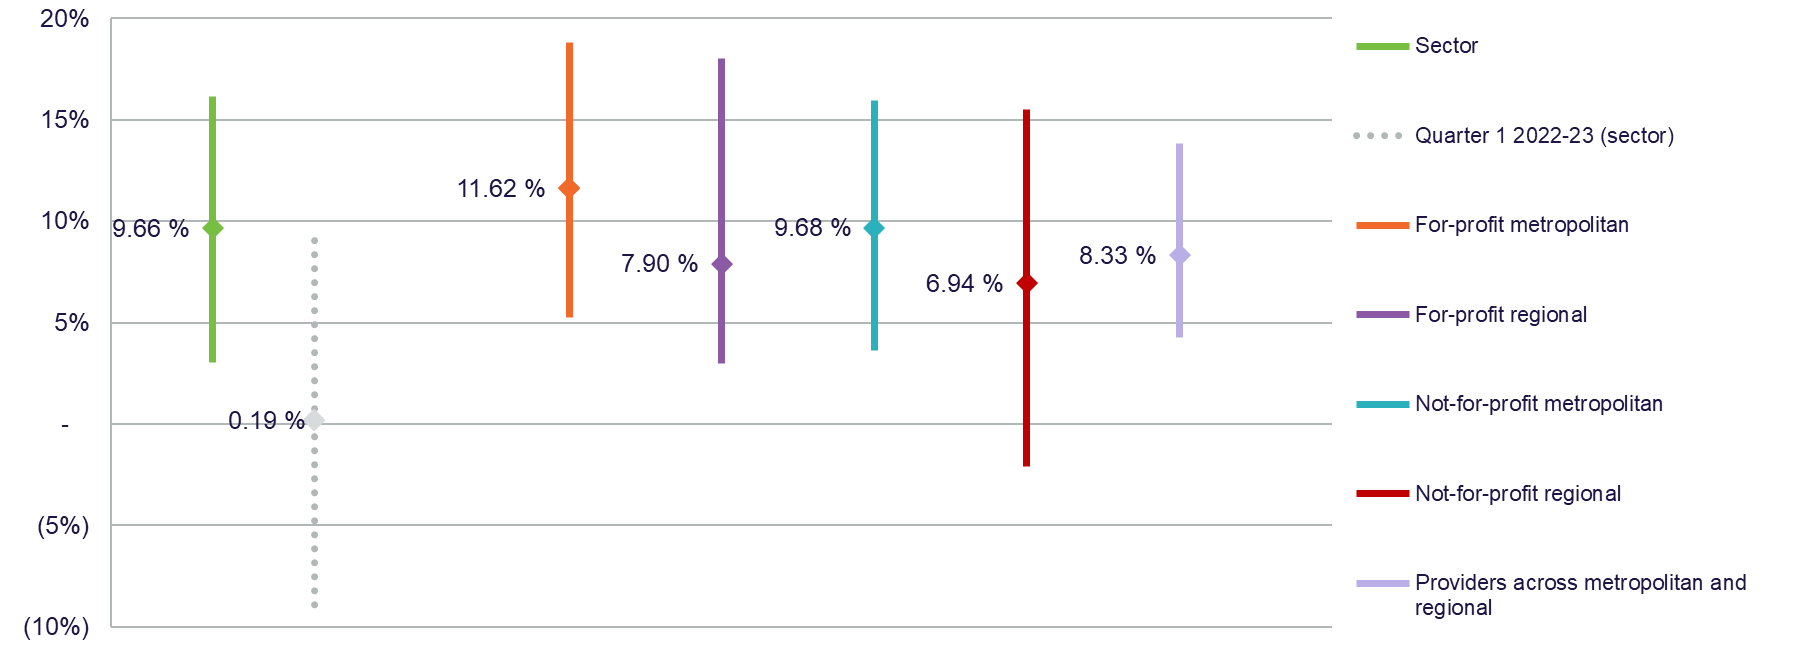 20%
15%
10%
5%
-
(5%)
(10%)
9.66 %
0.19 %
11.62 %
7.90 %
9.68 %
6.94 %
8.33 %
Sector
Quarter 1 2022-23 (sector)
For-profit metropolitan
For-profit regional
Not-for-profit metropolitan
Not-for-profit regional
Providers across metropolitan and
regional